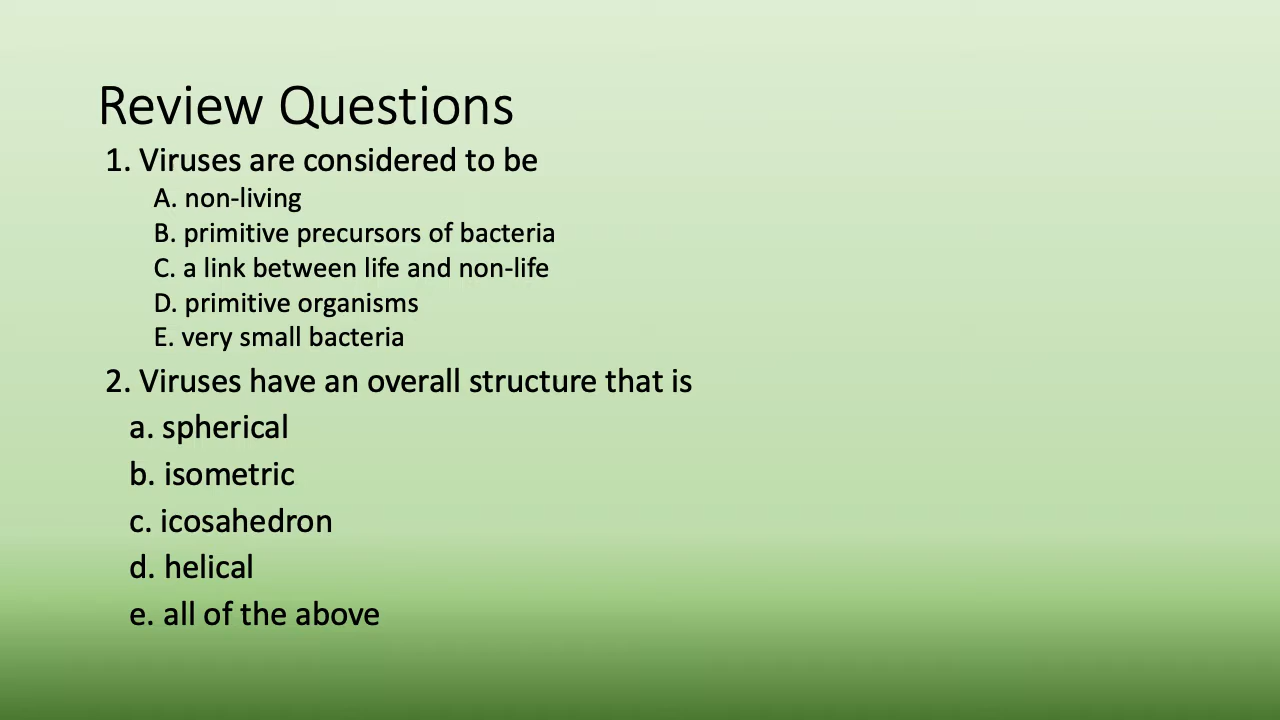 Review Questions
1. Viruses are considered to be
A. non-living
B. primitive precursors of bacteria
C. a link between life and non-life
D. primitive organisms
E. very small bacteria
2. Viruses have an overall structure that is
a. spherical
b. isometric
c. icosahedron
d. helical
e. all of the above